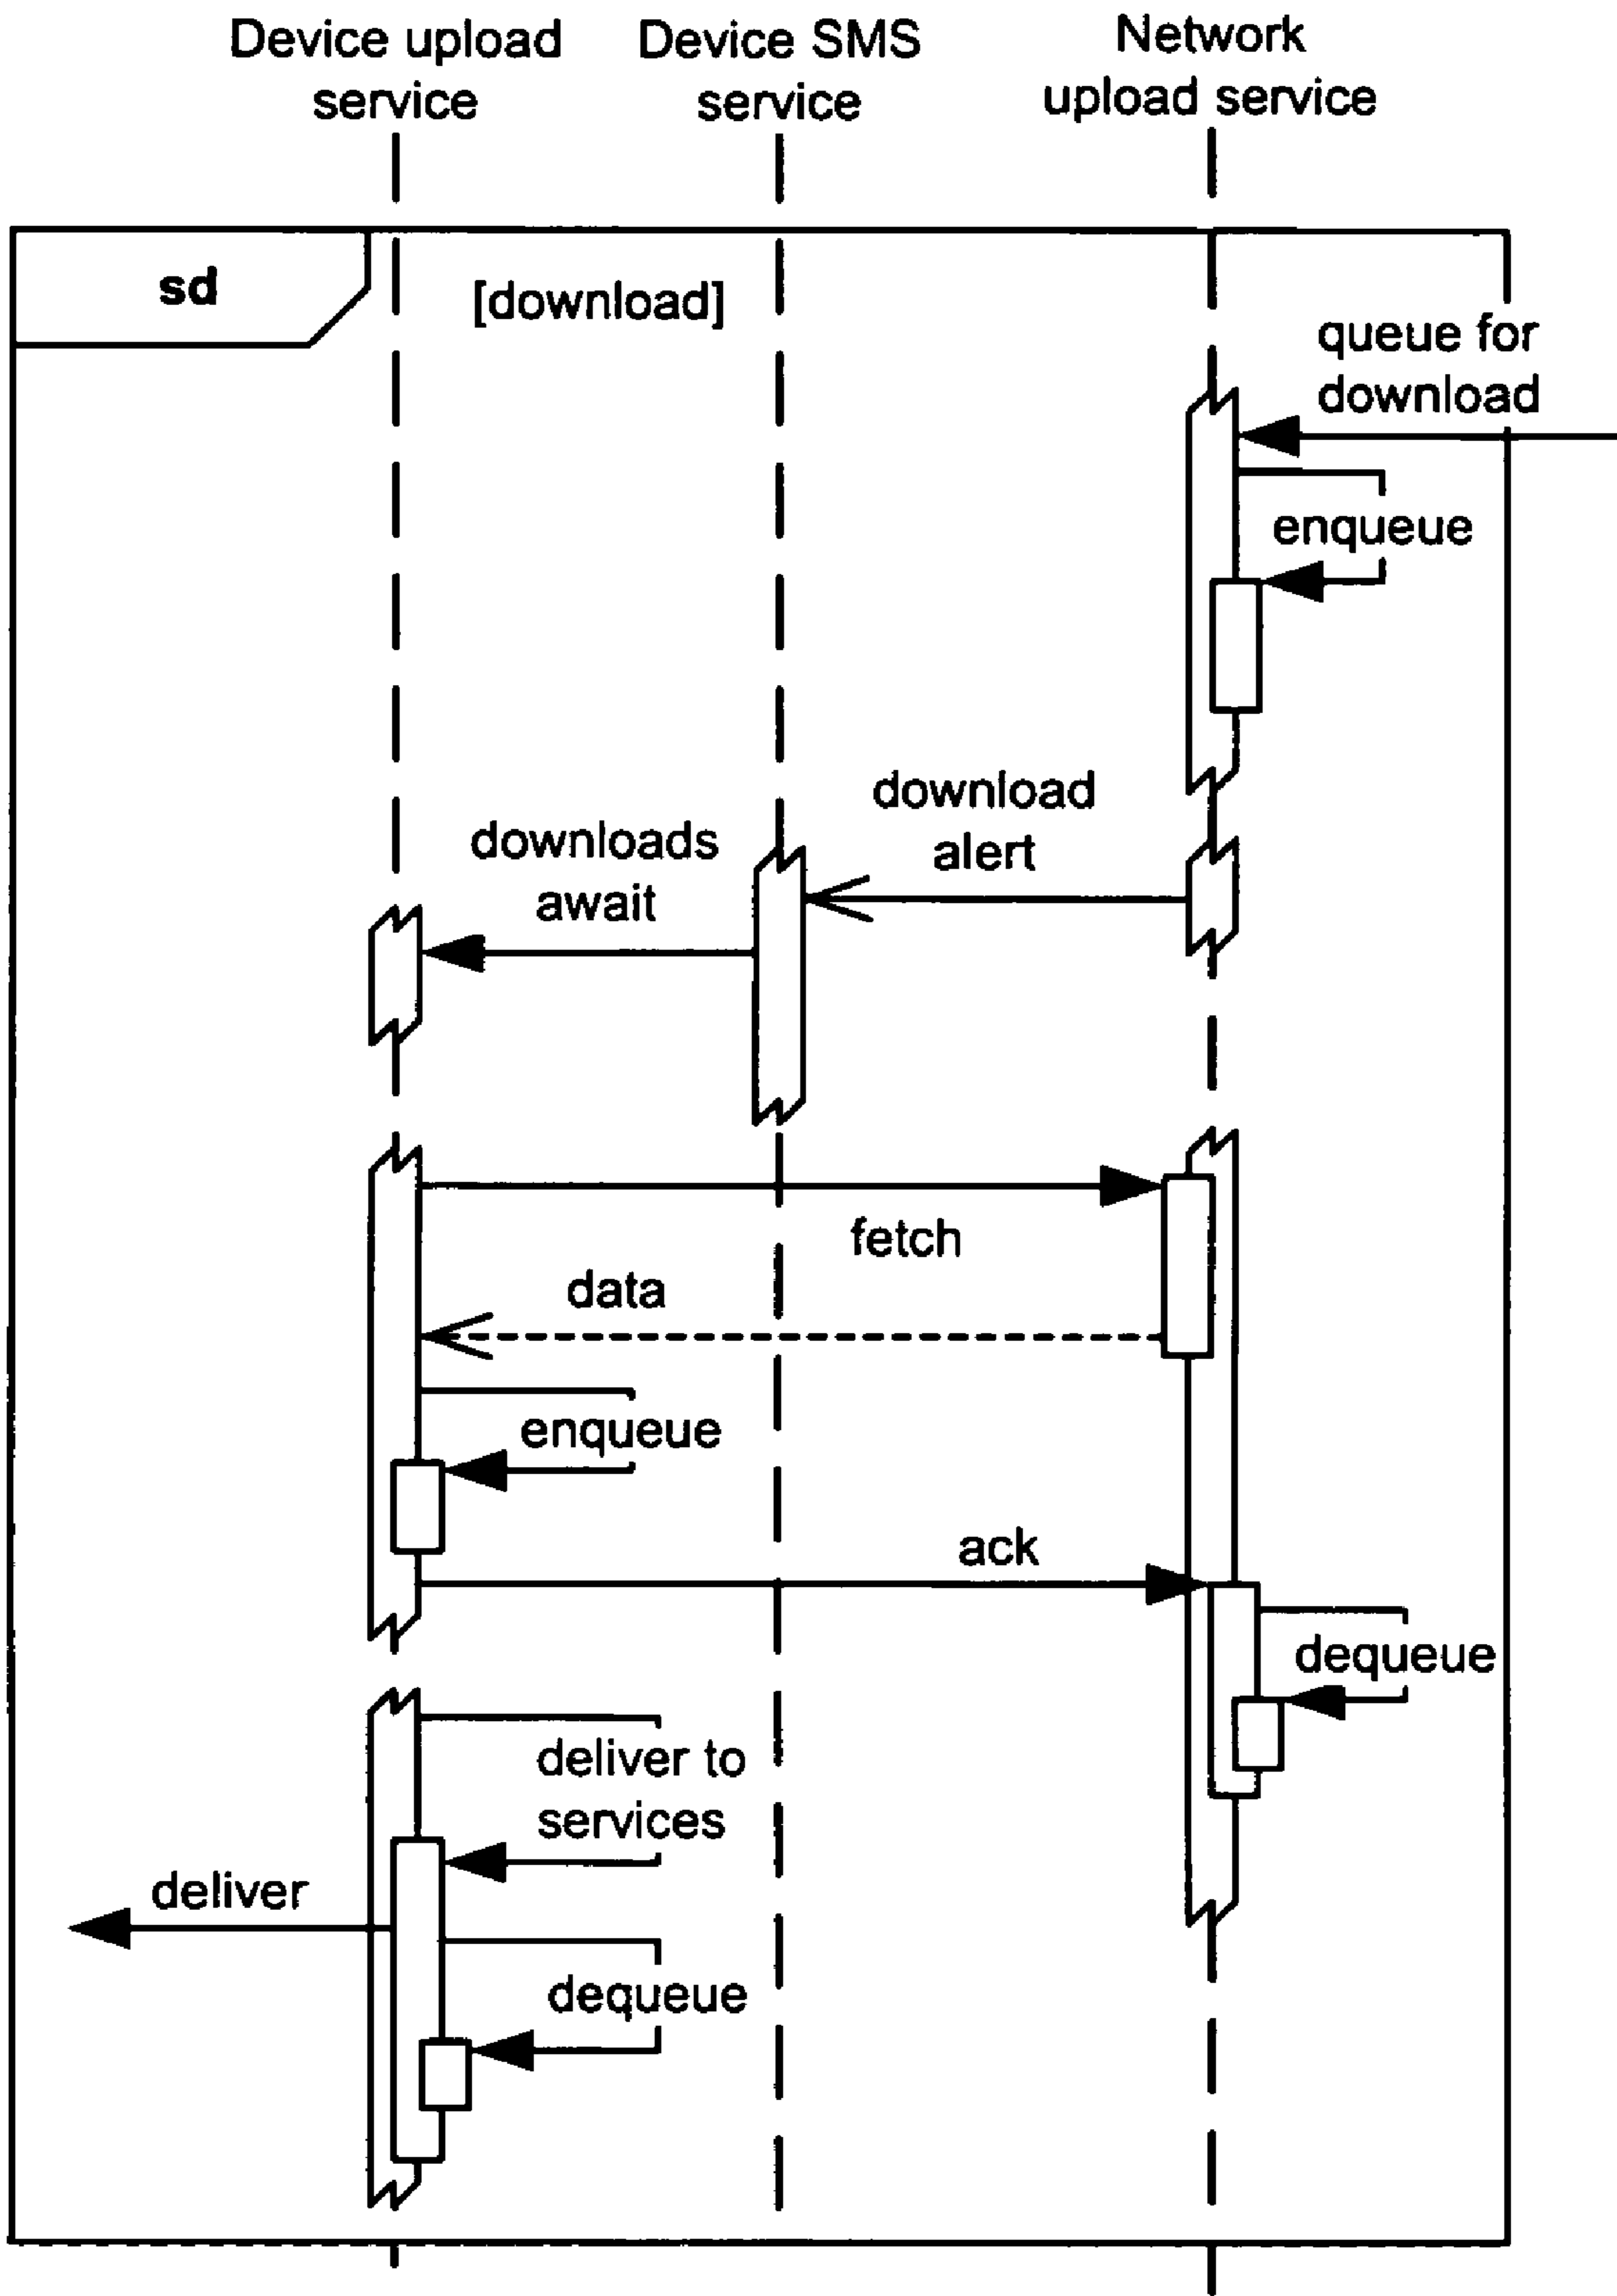 Device upload
service
Device SMS
service
Network
upload service
sd
[download]
queue for
download
enqueue
download
alert
downloads
await
fetch
data
enqueue
ack
dequeue
deliver to
services
deliver
dequeue